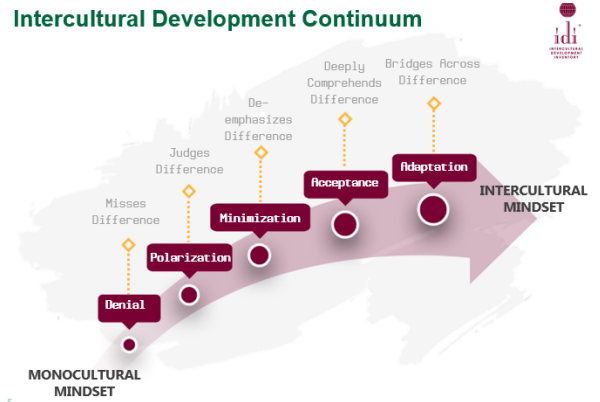 Intercultural Development Continuum
idi
INTERCULTURAL
DEVELOPMENT
INVENTORY
Bridges Across
Difference
Deeply
Comprehends
Difference
De-
emphasizes
Difference
Judges
Difference
Misses
Difference
Adaptation
Acceptance
Minimization
Polarization
Denial
INTERCULTURAL
MINDSET
MONOCULTURAL
MINDSET